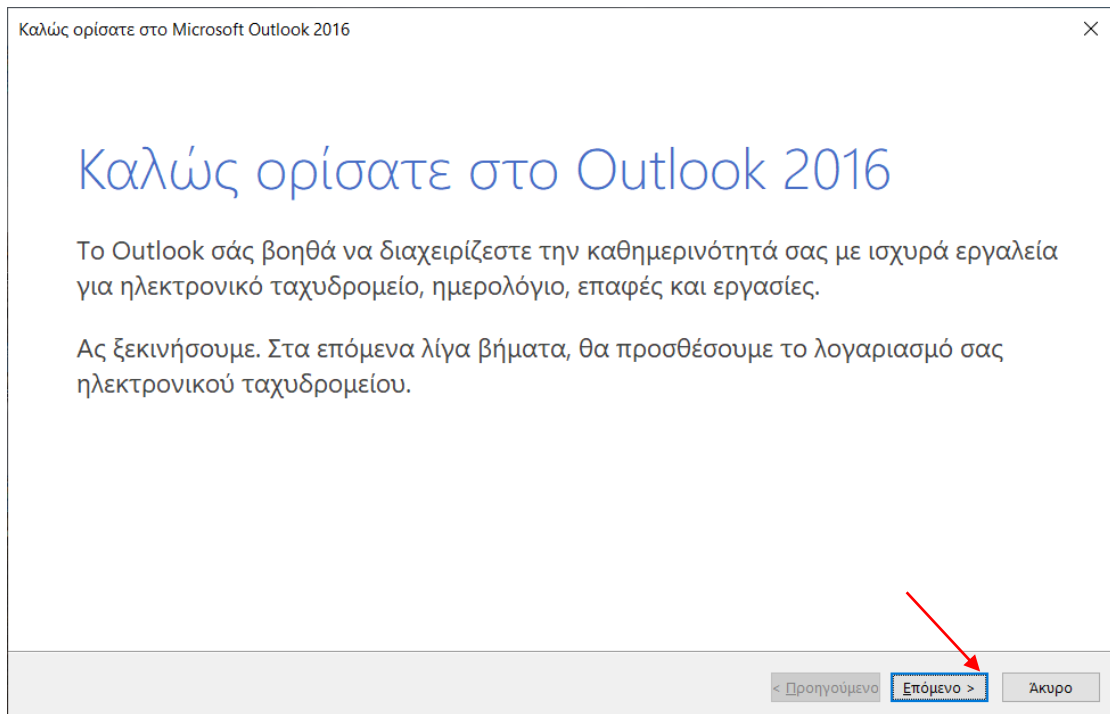 Καλώς ορίσατε στο Microsoft Outlook 2016
Καλώς ορίσατε στο Outlook 2016
Το Outlook σάς βοηθά να διαχειρίζεστε την καθημερινότητά σας με ισχυρά εργαλεία
για ηλεκτρονικό ταχυδρομείο, ημερολόγιο, επαφές και εργασίες.
Ας ξεκινήσουμε. Στα επόμενα λίγα βήματα, θα προσθέσουμε το λογαριασμό σας
ηλεκτρονικού ταχυδρομείου.
< Προηγούμενο Επόμενο > Άκυρο